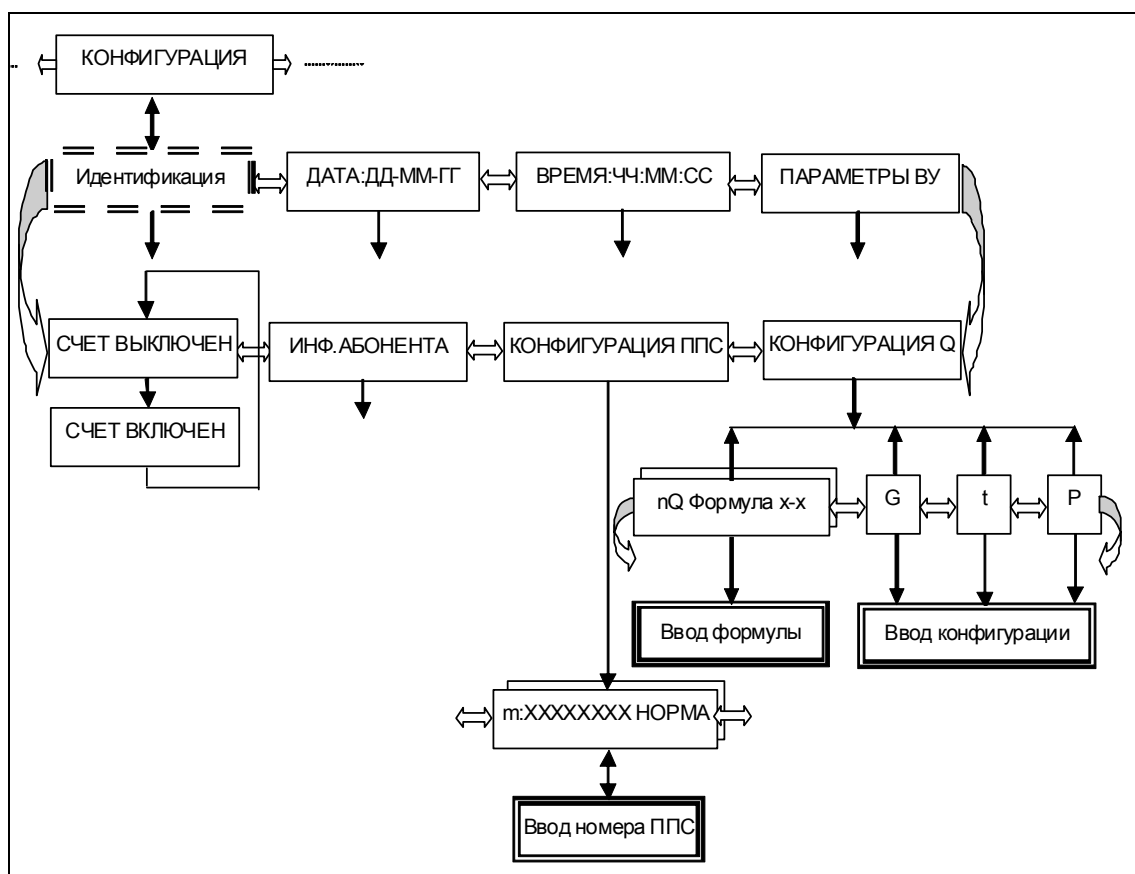 КОНФИГУРАЦИЯ
Идентификация
ДАТА:ДД-ММ-ГГ
ВРЕМЯ:ЧЧ:ММ:СС
ПАРАМЕТРЫ ВУ
СЧЕТ ВЫКЛЮЧЕН
ИНФ.АБОНЕНТА
КОНФИГУРАЦИЯ ППС
КОНФИГУРАЦИЯ Q
СЧЕТ ВКЛЮЧЕН
nQ Формула х-х
G
t
P
Ввод формулы
Ввод конфигурации
m:XXXXXXXX НОРМА
Ввод номера ППС